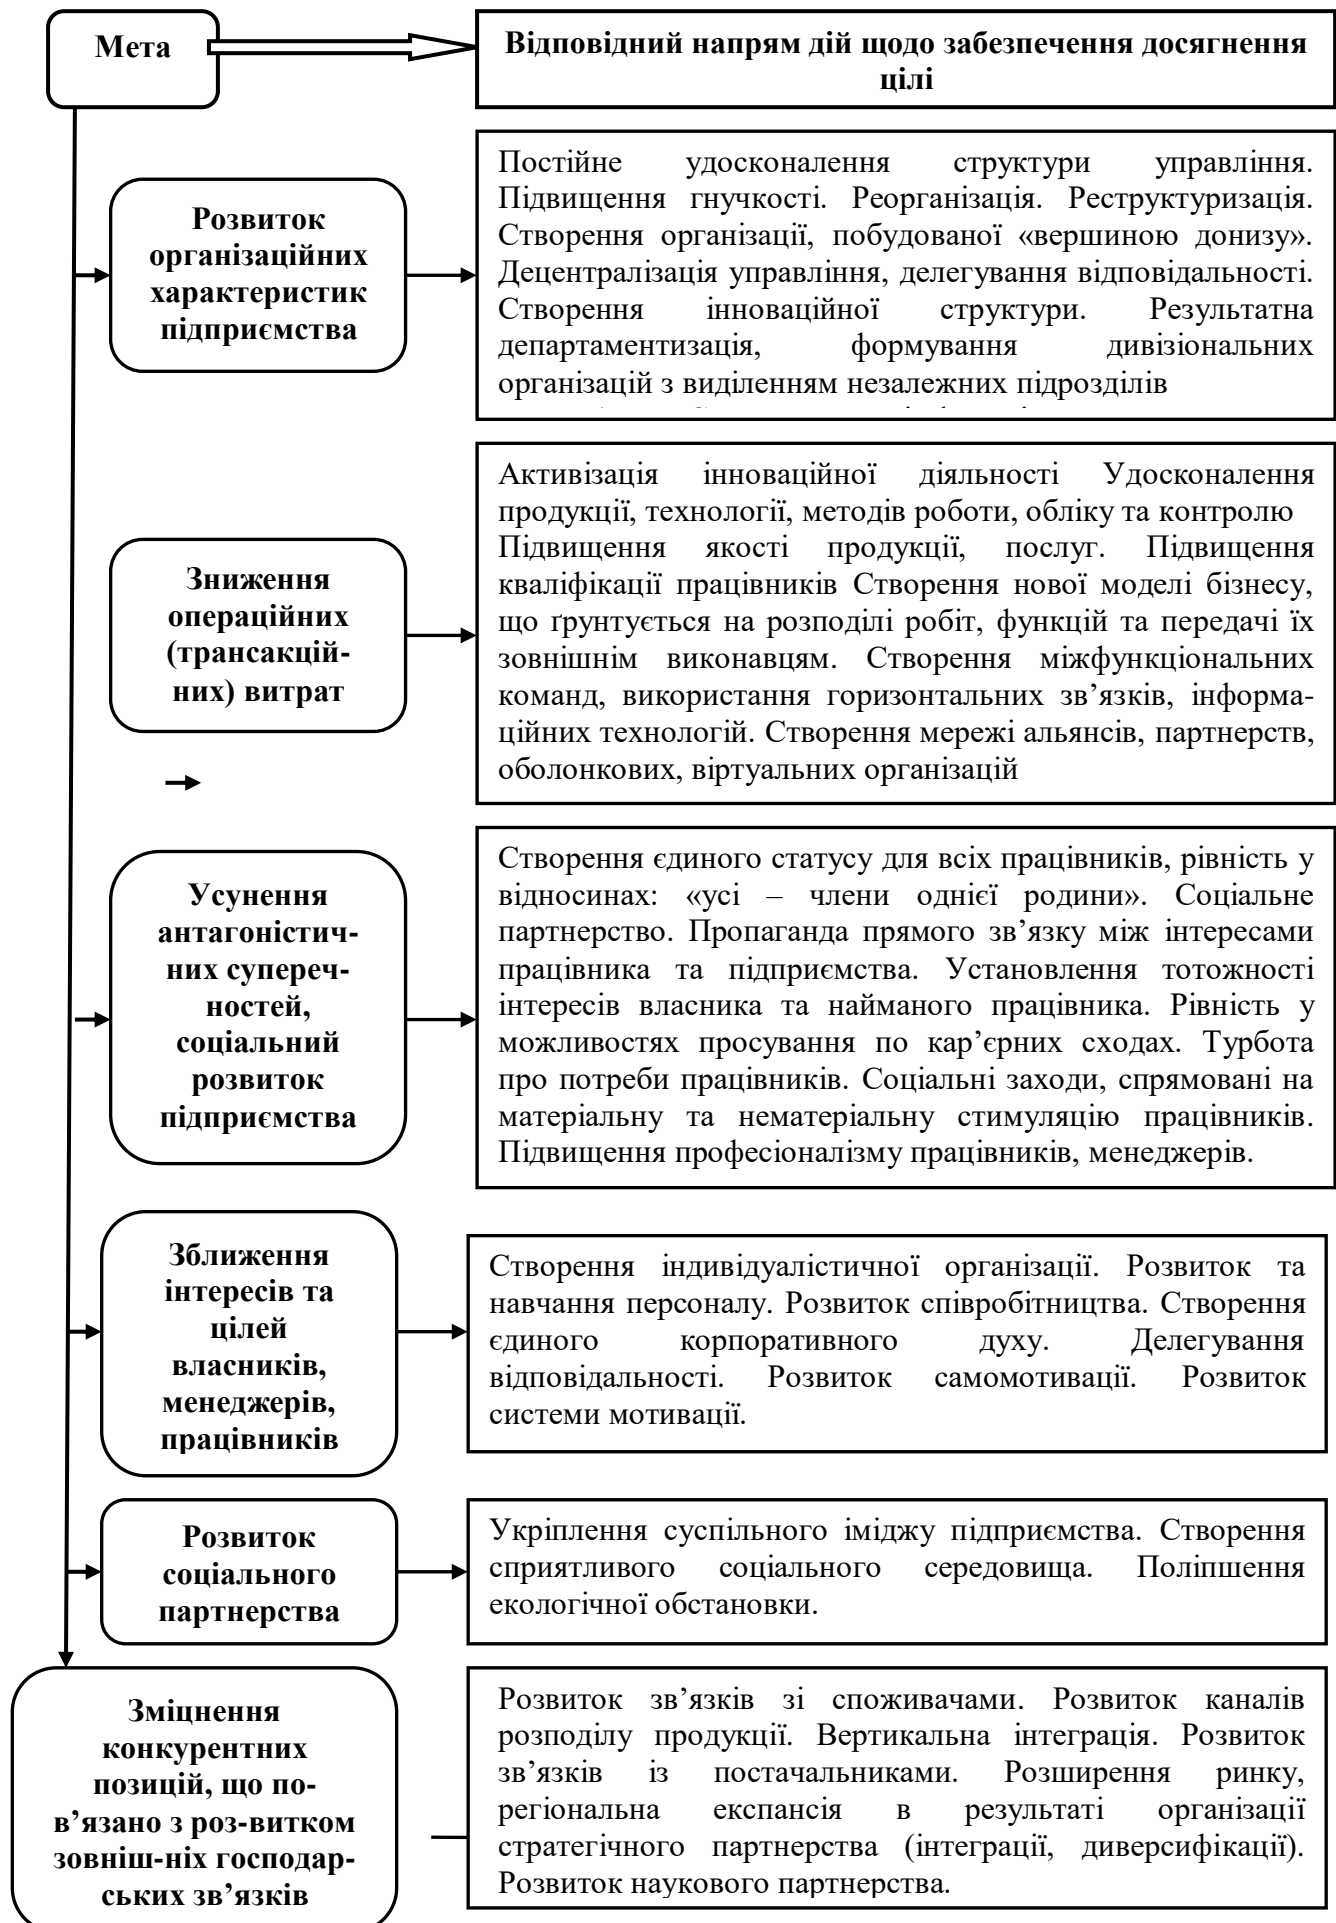 Мета
Відповідний напрям дій щодо забезпечення досягнення
цілі
Розвиток
організаційних
характеристик
підприємства
Постійне удосконалення структури управління.
Підвищення гнучкості. Реорганізація. Реструктуризація.
Створення організації, побудованої «вершиною донизу».
Децентралізація управління, делегування відповідальності.
Створення інноваційної структури. Результатна
департаментизація, формування дивізіональних
організацій з виділенням незалежних підрозділів
Зниження
операційних
(трансакцій-
них) витрат
Активізація інноваційної діяльності Удосконалення
продукції, технології, методів роботи, обліку та контролю
Підвищення якості продукції, послуг. Підвищення
кваліфікації працівників Створення нової моделі бізнесу,
що ґрунтується на розподілі робіт, функцій та передачі їх
зовнішнім виконавцям. Створення міжфункціональних
команд, використання горизонтальних зв’язків, інформа-
ційних технологій. Створення мережі альянсів, партнерств,
оболонкових, віртуальних організацій
Усунення
антагоністич-
них супереч-
ностей,
соціальний
розвиток
підприємства
Створення єдиного статусу для всіх працівників, рівність у
відносинах: «усі – члени однієї родини». Соціальне
партнерство. Пропаганда прямого зв’язку між інтересами
працівника та підприємства. Установлення тотожності
інтересів власника та найманого працівника. Рівність у
можливостях просування по кар’єрних сходах. Турбота
про потреби працівників. Соціальні заходи, спрямовані на
матеріальну та нематеріальну стимуляцію працівників.
Підвищення професіоналізму працівників, менеджерів.
Зближення
інтересів та
цілей
власників,
менеджерів,
працівників
Створення індивідуалістичної організації. Розвиток та
навчання персоналу. Розвиток співробітництва. Створення
єдиного корпоративного духу. Делегування
відповідальності. Розвиток самомотивації. Розвиток
системи мотивації.
Розвиток
соціального
партнерства
Укріплення суспільного іміджу підприємства. Створення
сприятливого соціального середовища. Поліпшення
екологічної обстановки.
Зміцнення
конкурентних
позицій, що по-
в’язано з роз-витком
зовніш-ніх господар-
ських зв’язків
Розвиток зв’язків зі споживачами. Розвиток каналів
розподілу продукції. Вертикальна інтеграція. Розвиток
зв’язків із постачальниками. Розширення ринку,
регіональна експансія в результаті організації
стратегічного партнерства (інтеграції, диверсифікації).
Розвиток наукового партнерства.